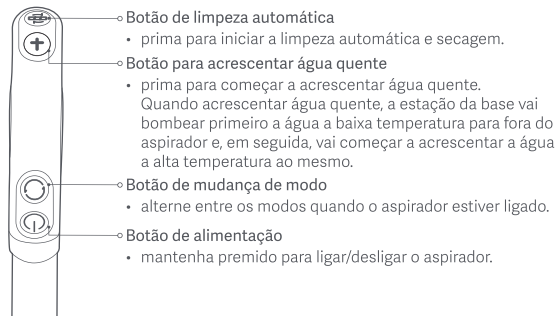 Botão de limpeza automática
• prima para iniciar a limpeza automática e secagem.
Botão para acrescentar água quente
• prima para começar a acrescentar água quente.
Quando acrescentar água quente, a estação da base vai
bombear primeiro a água a baixa temperatura para fora do
aspirador e, em seguida, vai começar a acrescentar a água
a alta temperatura ao mesmo.
Botão de mudança de modo
• alterne entre os modos quando o aspirador estiver ligado.
Botão de alimentação
• mantenha premido para ligar/desligar o aspirador.